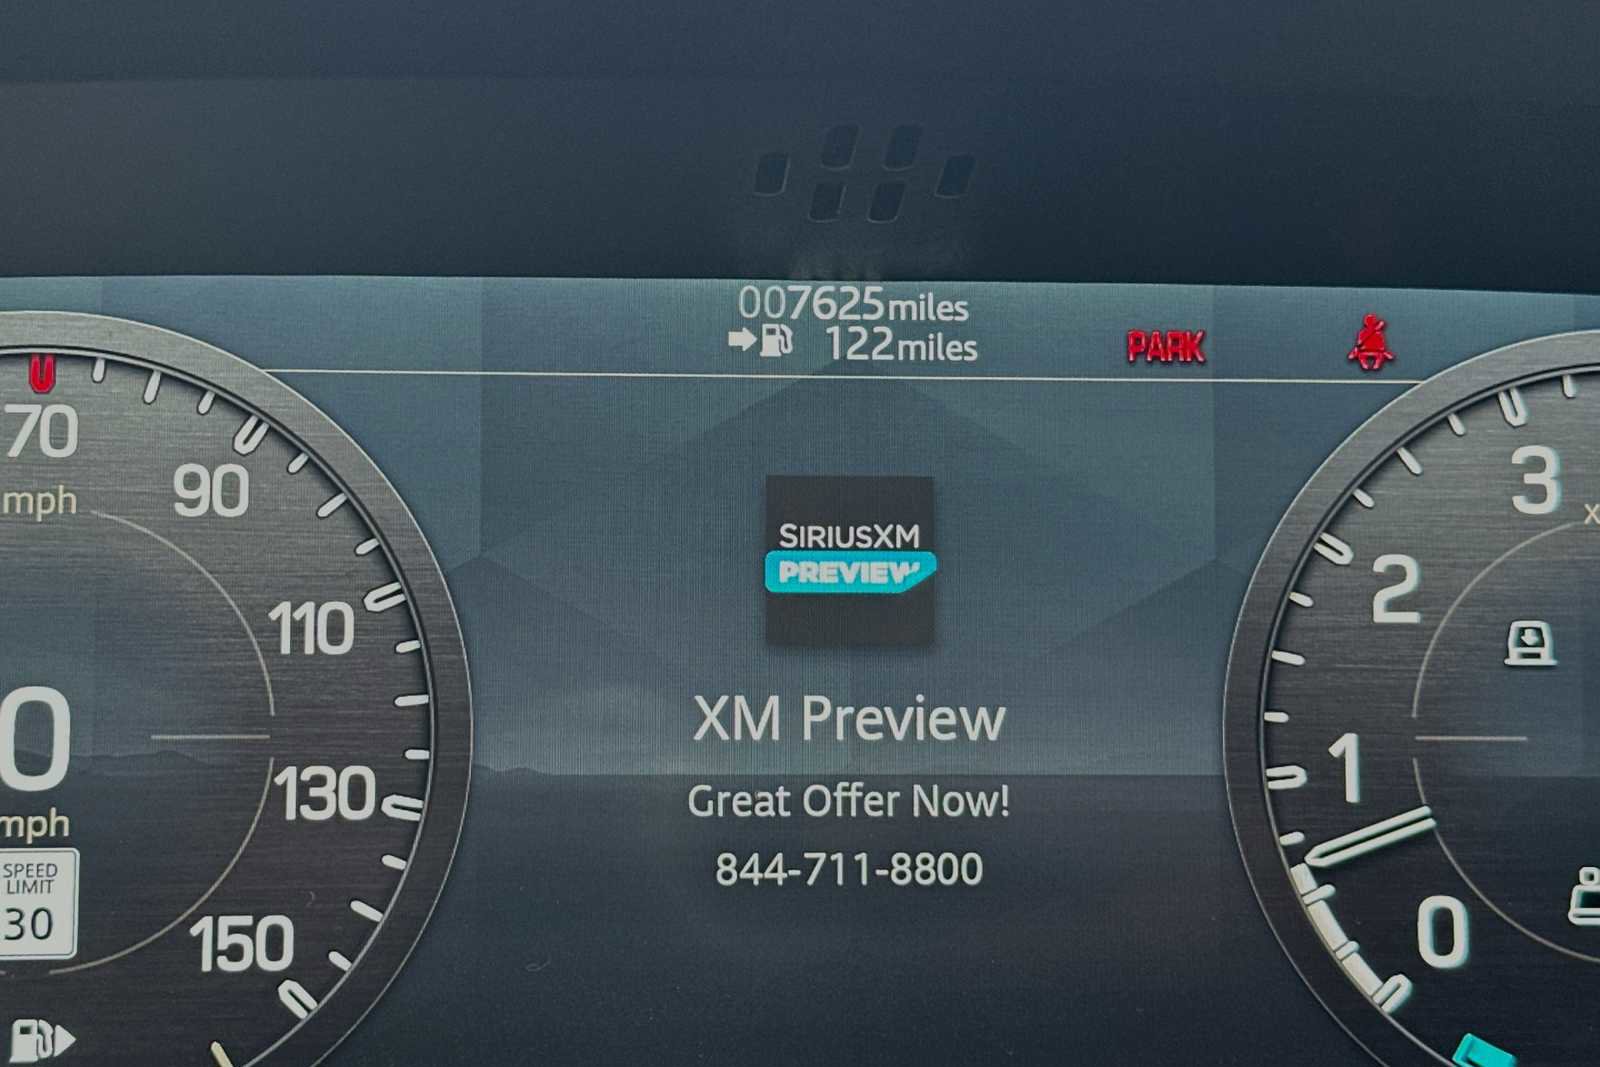 007625miles
122miles
PARK
70
mph
90
110
130
150
0
mph
SPEED
LIMIT
30
SIRIUSXM
PREVIEW
XM Preview
Great Offer Now!
844-711-8800
3
x
2
1
0